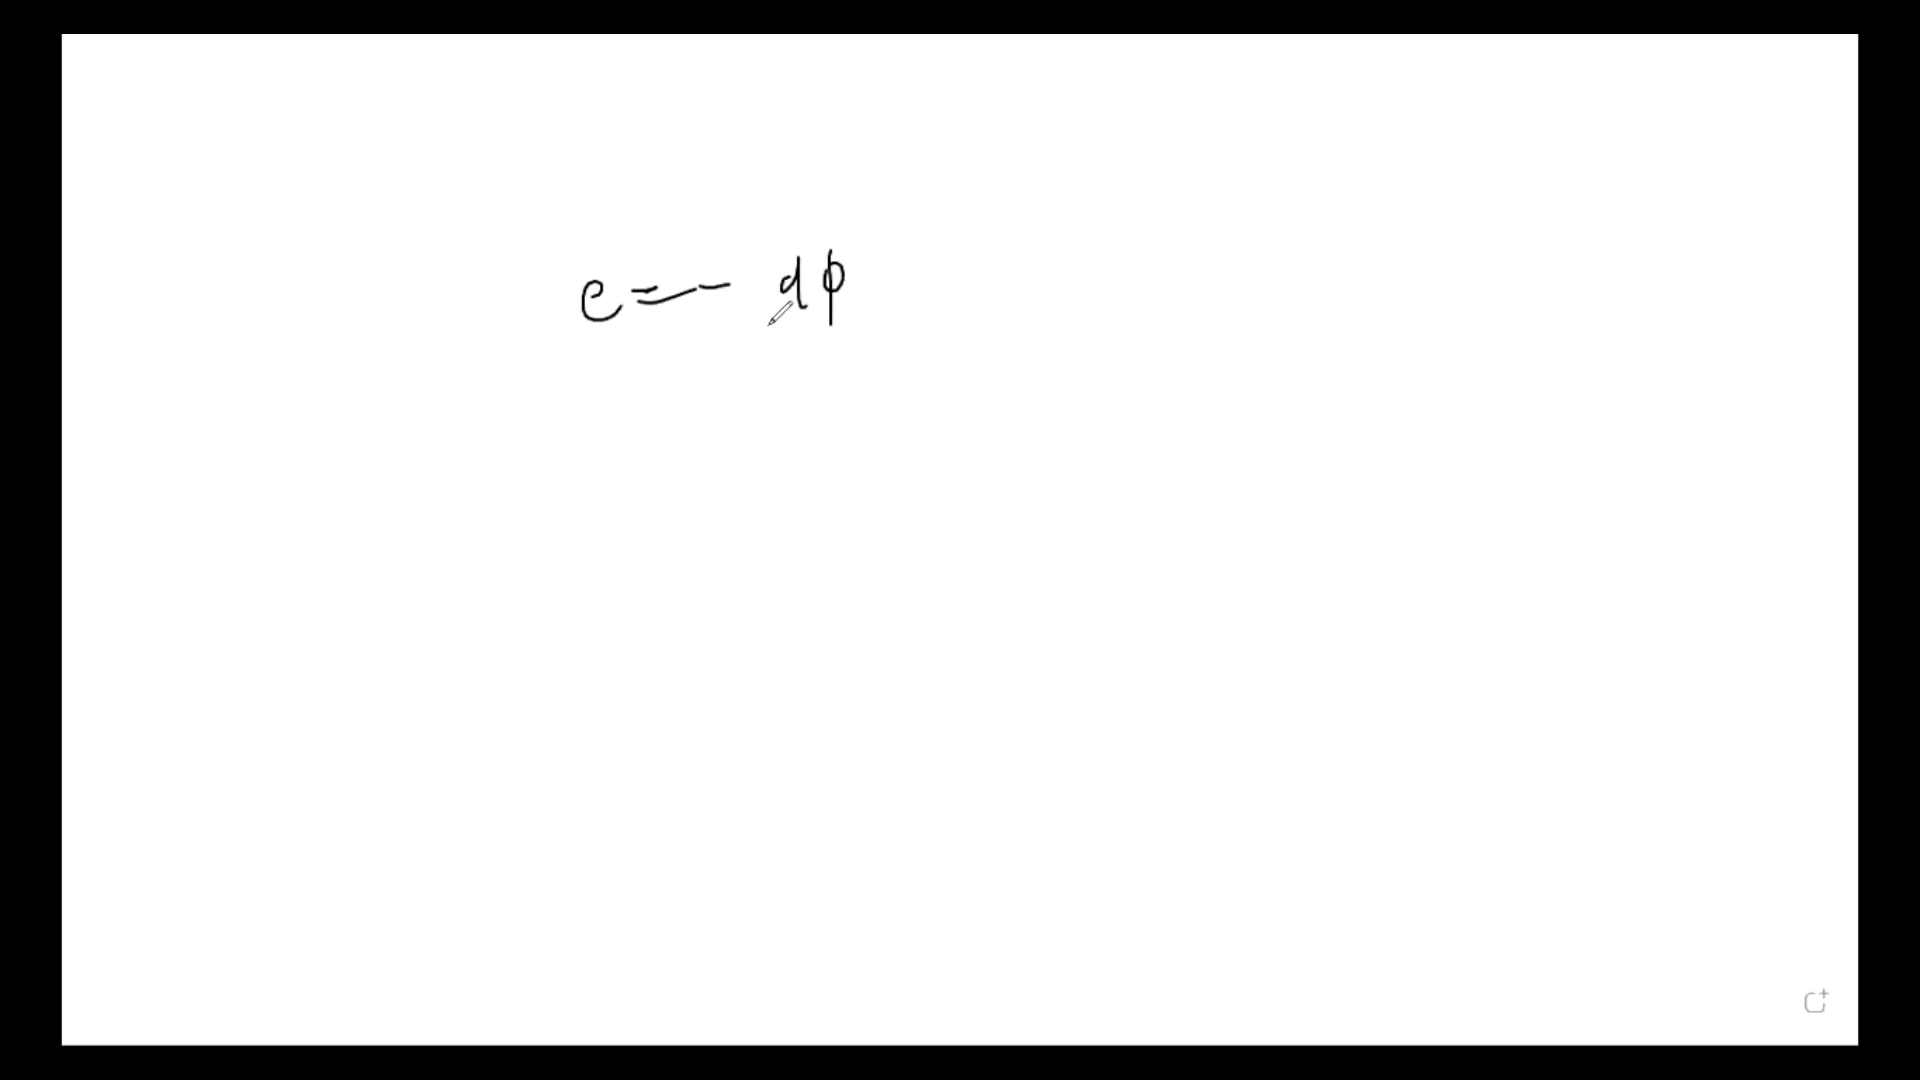 e = - dϕ